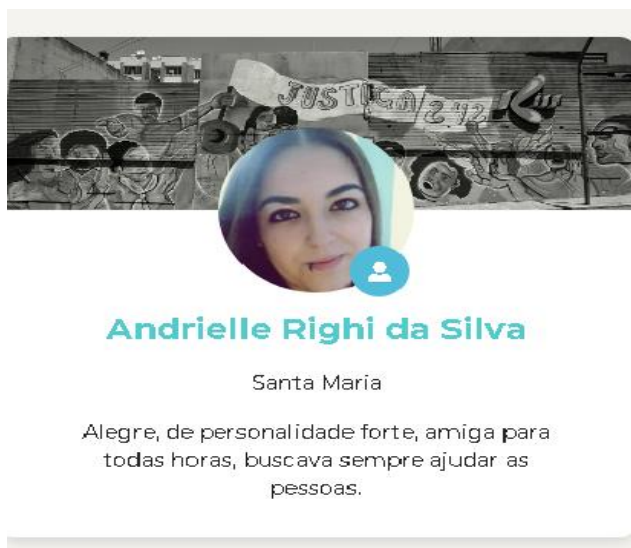 JUSTIÇA 242 K
Andrielle Righi da Silva
Santa Maria
Alegre, de personalidade forte, amiga para
todas horas, buscava sempre ajudar as
pessoas.